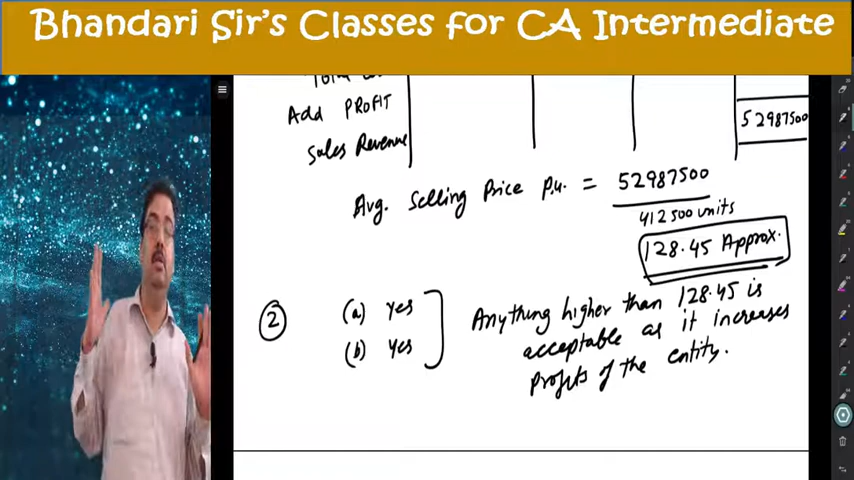 Bhandari Sir's Classes for CA Intermediate
Add PROFIT
52987500
Sales Revenue
Avg. Selling Price P.u. = 52987500
412500 units
128.45 Approx.
2 (a) Yes
(b) Yes
Anything higher than 128.45 is
acceptable as it increases
Profits of the entity.